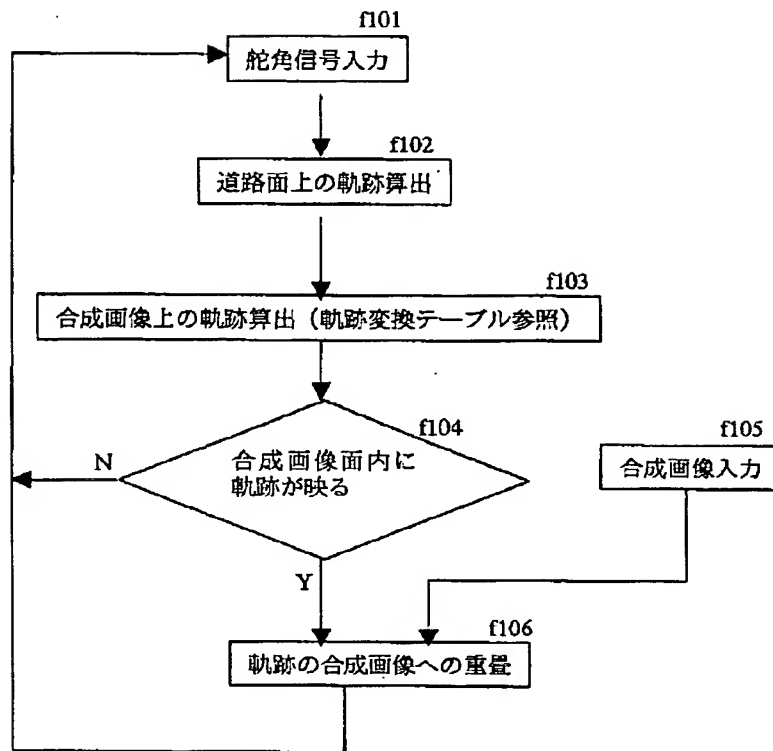 f101
舵角信号入力
f102
道路面上の軌跡算出
f103
合成画像上の軌跡算出（軌跡変換テーブル参照）
f104
合成画像面内に
軌跡が映る
N
Y
f105
合成画像入力
f106
軌跡の合成画像への重畳